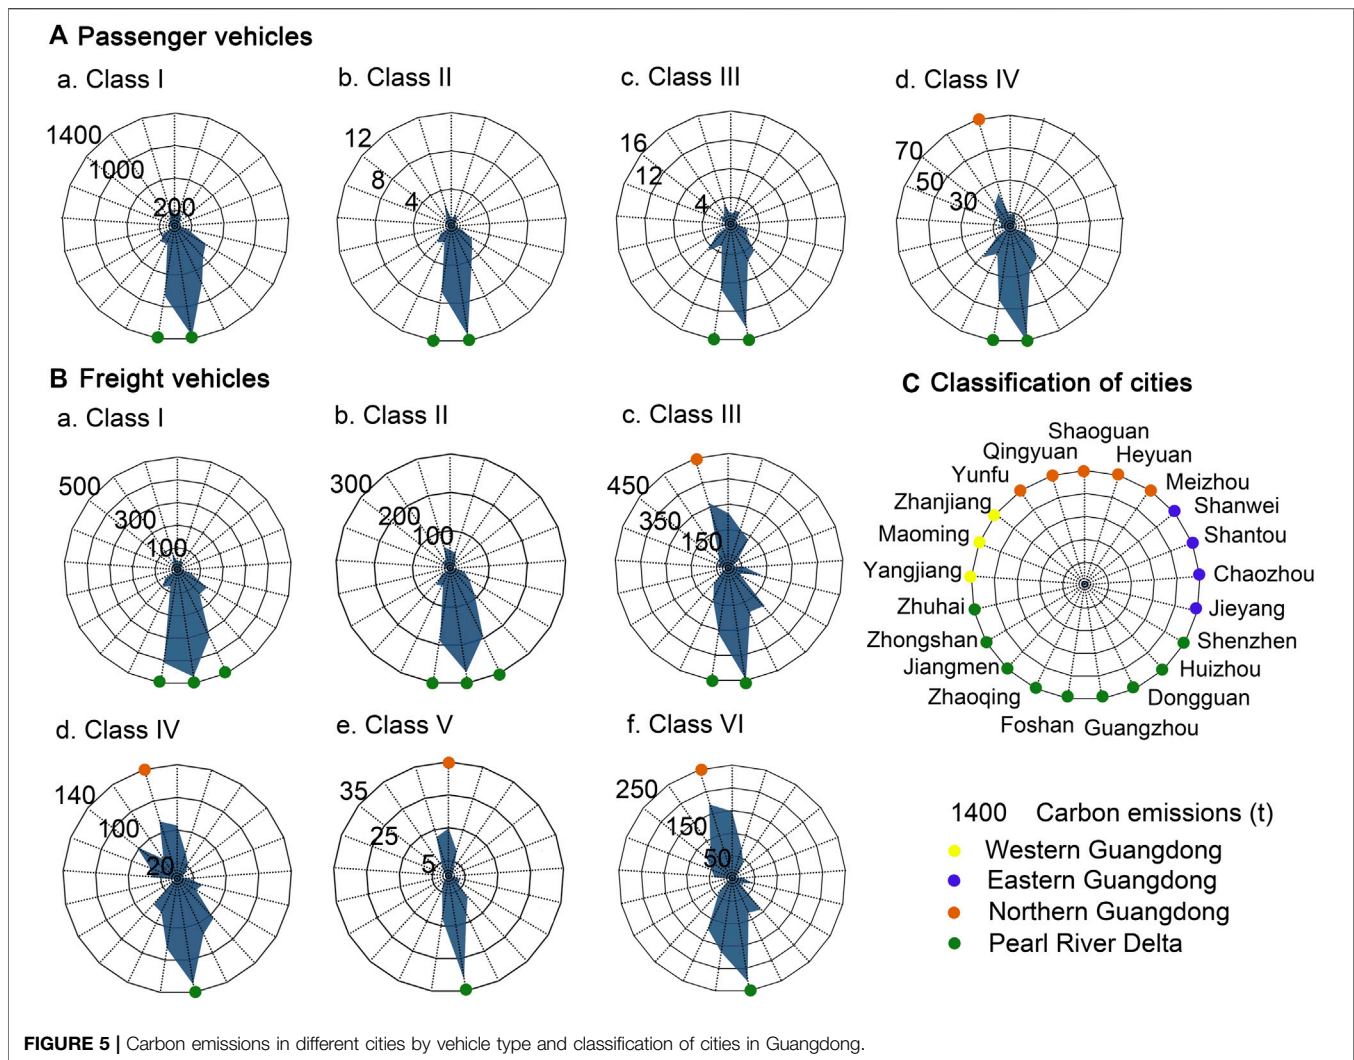 A Passenger vehicles
a. Class I
b. Class II
c. Class III
d. Class IV
1400
1000
200
12
8
4
16
12
4
70
50
30
B Freight vehicles
C Classification of cities
a. Class I
b. Class II
c. Class III
500
300
100
300
200
100
450
350
150
Shaoguan
Qingyuan
Heyuan
Yunfu
Meizhou
Zhanjiang
Shanwei
Maoming
Shantou
Yangjiang
Chaozhou
Zhuhai
Jieyang
Zhongshan
Shenzhen
Jiangmen
Huizhou
Zhaoqing
Dongguan
Foshan
Guangzhou
d. Class IV
e. Class V
f. Class VI
140
100
20
35
25
5
250
150
50
1400 Carbon emissions (t)
Western Guangdong
Eastern Guangdong
Northern Guangdong
Pearl River Delta
FIGURE 5 | Carbon emissions in different cities by vehicle type and classification of cities in Guangdong.